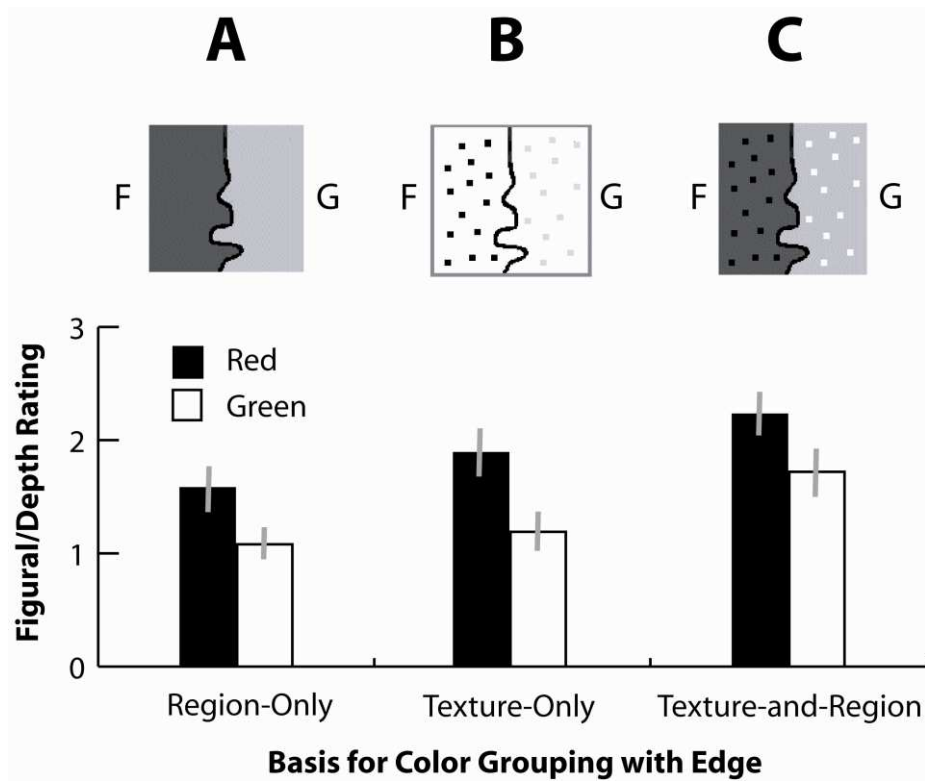 A B C
F G F G F G
3
Red
Green
2
1
0
Figural/Depth Rating
Region-Only Texture-Only Texture-and-Region
Basis for Color Grouping with Edge